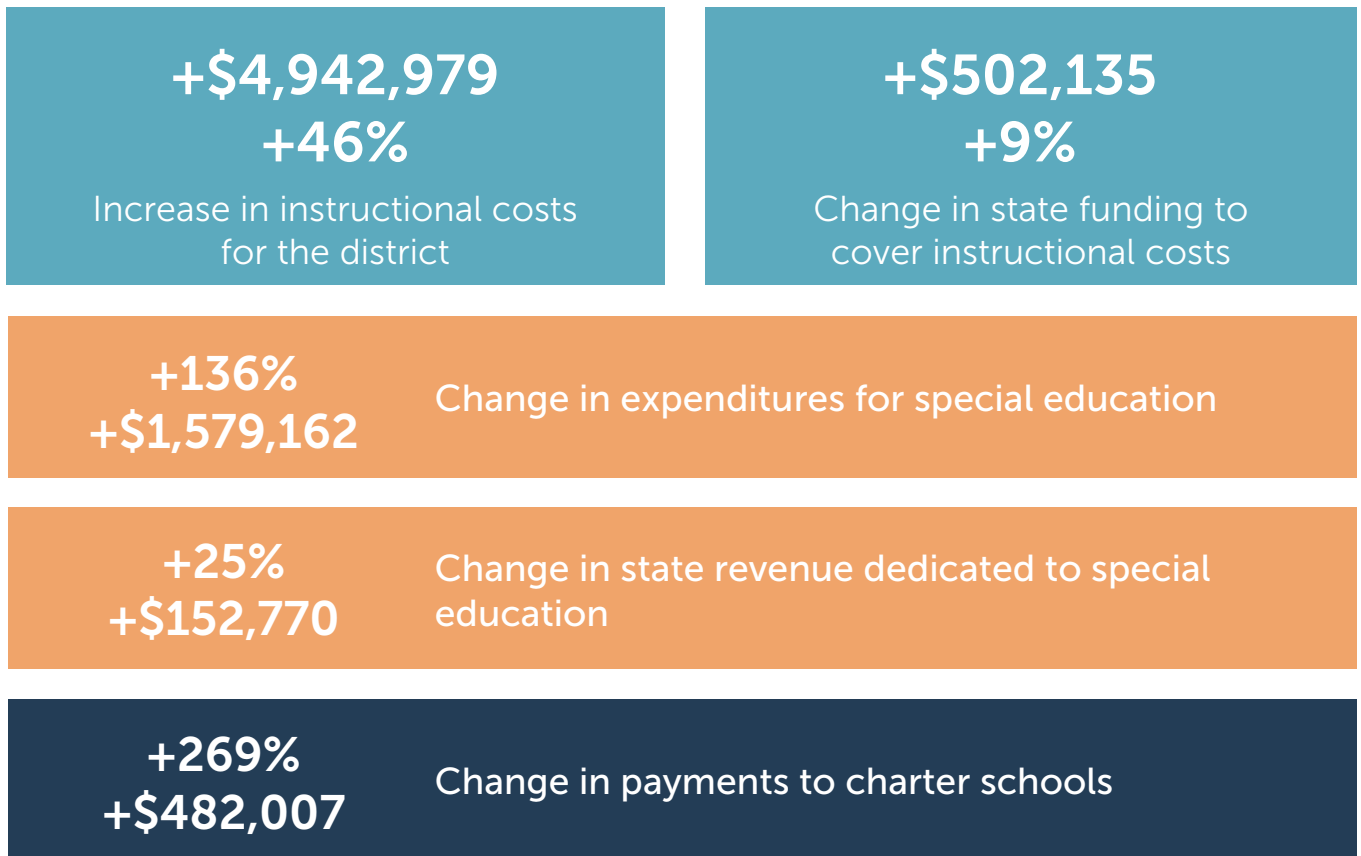 +$4,942,979
+46%
Increase in instructional costs
for the district
+$502,135
+9%
Change in state funding to
cover instructional costs
+136%
+$1,579,162
Change in expenditures for special education
+25%
+$152,770
Change in state revenue dedicated to special
education
+269%
+$482,007
Change in payments to charter schools